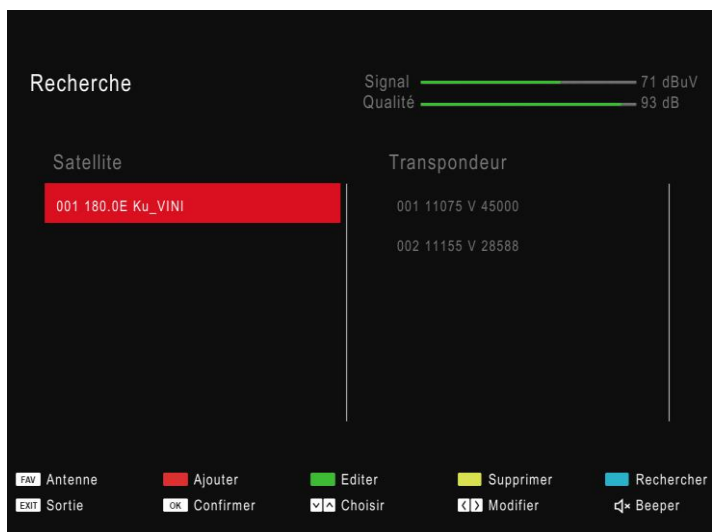 Recherche
Signal 71 dBuV
Qualité 93 dB
Satellite
Transpondeur
001 180.0E Ku_VINI
001 11075 V 45000
002 11155 V 28588
FAV Antenne Ajouter Editer Supprimer Rechercher
EXIT Sortie OK Confirmer Choisir Modifier Beeper